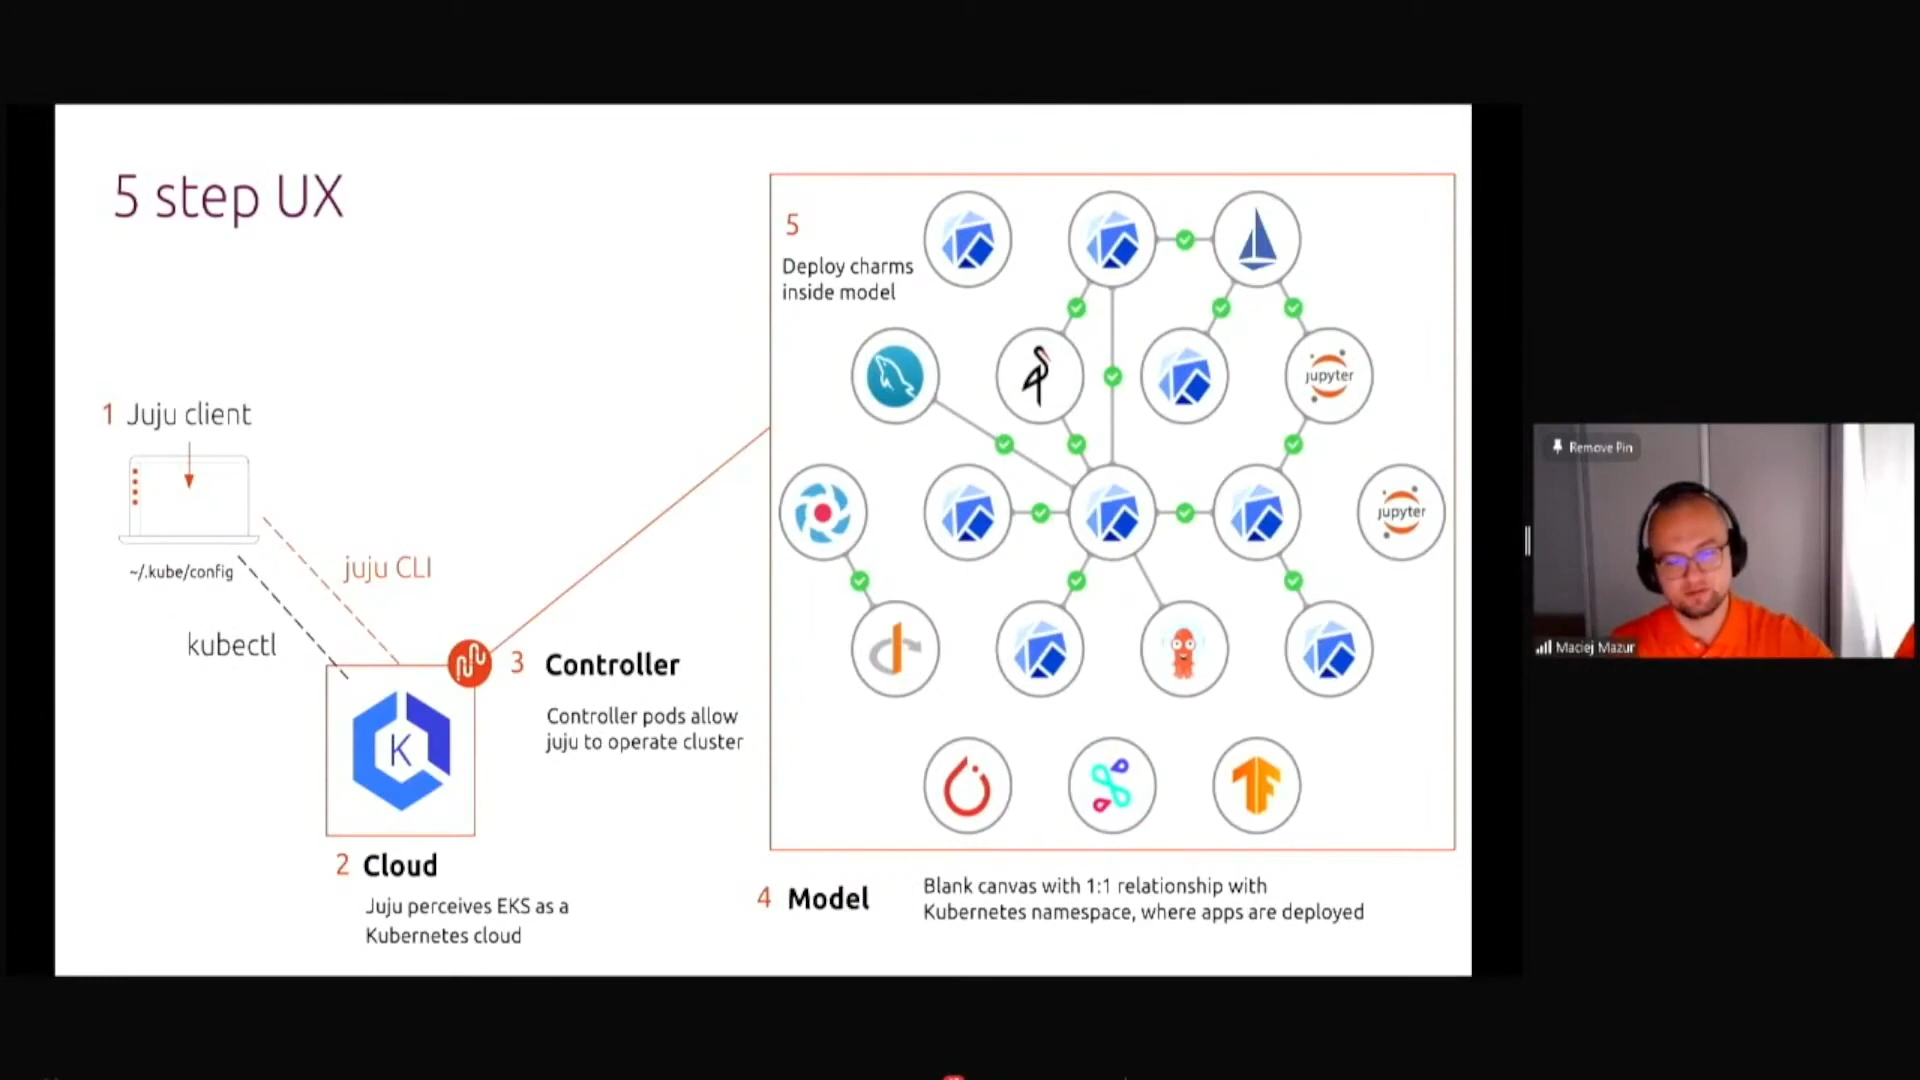 5 step UX
1 Juju client
~/.kube/config
juju CLI
kubectl
K
2 Cloud
Juju perceives EKS as a
Kubernetes cloud
3 Controller
Controller pods allow
juju to operate cluster
4 Model
Blank canvas with 1:1 relationship with
Kubernetes namespace, where apps are deployed
5
Deploy charms
inside model
jupyter
jupyter
Remove Pin
Maciej Mazur